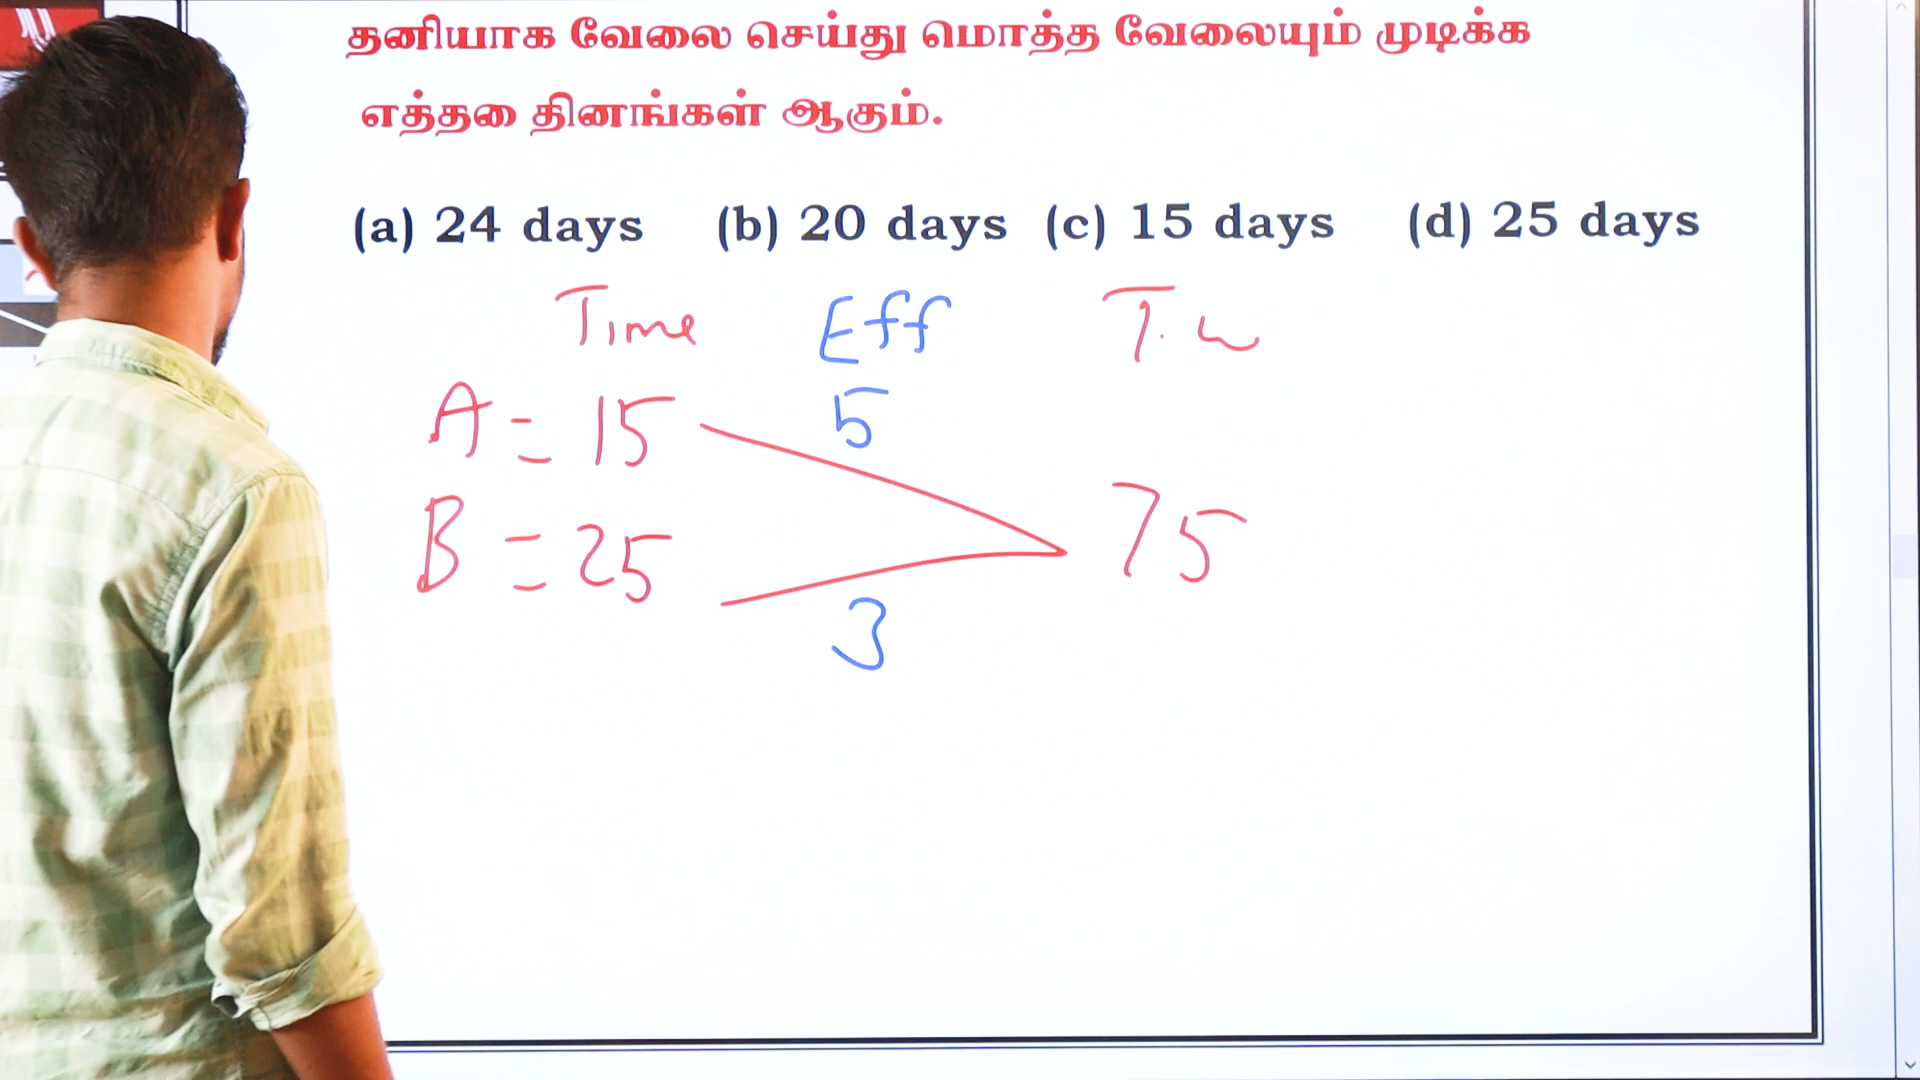 தனியாக வேலை செய்து மொத்த வேலையும் முடிக்க
எத்தனை தினங்கள் ஆகும்.
(a) 24 days (b) 20 days (c) 15 days (d) 25 days
Time Eff T.W
A = 15 5
B = 25 75
3